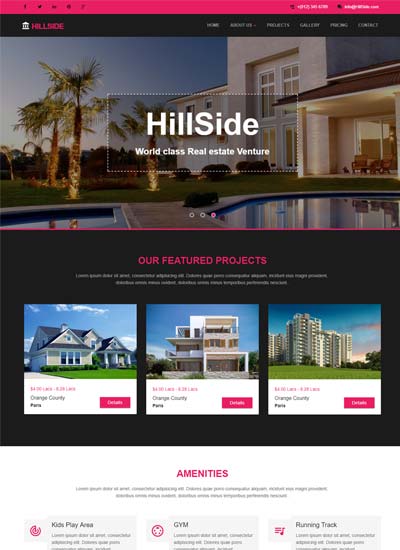 +(012) 345 6789 info@HillSide.com
HILLSIDE
HOME ABOUT US PROJECTS GALLERY PRICING CONTACT
HillSide
World class Real estate Venture
OUR FEATURED PROJECTS
Lorem ipsum dolor sit amet, consectetur adipisicing elit. Dolores quae porro consequatur aliquam, incidunt eius magni provident,
doloribus omnis minus ovident, doloribus omnis minus temporibus perferendis nesciunt.
$4.00 Lacs - 8.28 Lacs
Orange County
Paris
Details
$4.00 Lacs - 8.28 Lacs
Orange County
Paris
Details
$4.00 Lacs - 8.28 Lacs
Orange County
Paris
Details
AMENITIES
Lorem ipsum dolor sit amet, consectetur adipisicing elit. Dolores quae porro consequatur aliquam, incidunt eius magni provident,
doloribus omnis minus ovident, doloribus omnis minus temporibus perferendis nesciunt.
Kids Play Area
Lorem ipsum dolor sit amet,
consectetur adipisicing elit.
Dolores quae porro
consequatur aliquam, incidunt
GYM
Lorem ipsum dolor sit amet,
consectetur adipisicing elit.
Dolores quae porro
consequatur aliquam, incidunt
Running Track
Lorem ipsum dolor sit amet,
consectetur adipisicing elit.
Dolores quae porro
consequatur aliquam, incidunt